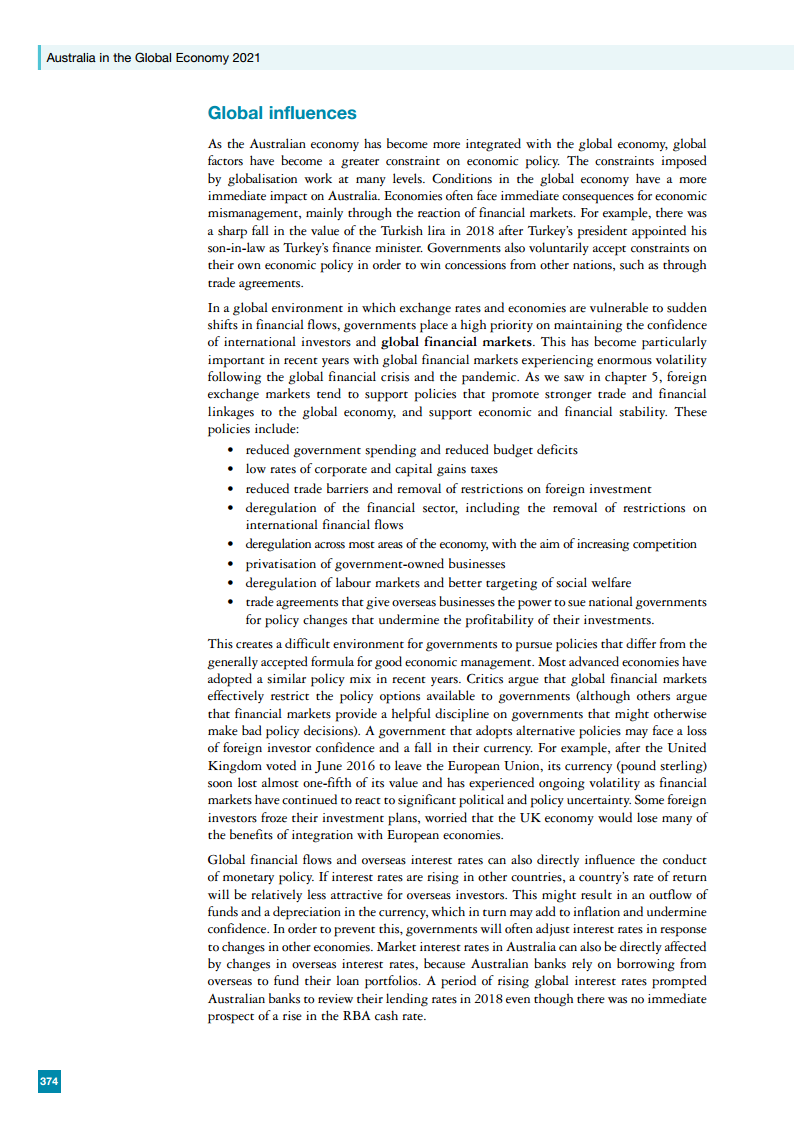 Australia in the Global Economy 2021
Global influences
As the Australian economy has become more integrated with the global economy, global
factors have become a greater constraint on economic policy. The constraints imposed
by globalisation work at many levels. Conditions in the global economy have a more
immediate impact on Australia. Economies often face immediate consequences for economic
mismanagement, mainly through the reaction of financial markets. For example, there was
a sharp fall in the value of the Turkish lira in 2018 after Turkey's president appointed his
son-in-law as Turkey's finance minister. Governments also voluntarily accept constraints on
their own economic policy in order to win concessions from other nations, such as through
trade agreements.
In a global environment in which exchange rates and economies are vulnerable to sudden
shifts in financial flows, governments place a high priority on maintaining the confidence
of international investors and global financial markets. This has become particularly
important in recent years with global financial markets experiencing enormous volatility
following the global financial crisis and the pandemic. As we saw in chapter 5, foreign
exchange markets tend to support policies that promote stronger trade and financial
linkages to the global economy, and support economic and financial stability. These
policies include:
• reduced government spending and reduced budget deficits
• low rates of corporate and capital gains taxes
• reduced trade barriers and removal of restrictions on foreign investment
• deregulation of the financial sector, including the removal of restrictions on
international financial flows
• deregulation across most areas of the economy, with the aim of increasing competition
• privatisation of government-owned businesses
• deregulation of labour markets and better targeting of social welfare
• trade agreements that give overseas businesses the power to sue national governments
for policy changes that undermine the profitability of their investments.
This creates a difficult environment for governments to pursue policies that differ from the
generally accepted formula for good economic management. Most advanced economies have
adopted a similar policy mix in recent years. Critics argue that global financial markets
effectively restrict the policy options available to governments (although others argue
that financial markets provide a helpful discipline on governments that might otherwise
make bad policy decisions). A government that adopts alternative policies may face a loss
of foreign investor confidence and a fall in their currency. For example, after the United
Kingdom voted in June 2016 to leave the European Union, its currency (pound sterling)
soon lost almost one-fifth of its value and has experienced ongoing volatility as financial
markets have continued to react to significant political and policy uncertainty. Some foreign
investors froze their investment plans, worried that the UK economy would lose many of
the benefits of integration with European economies.
Global financial flows and overseas interest rates can also directly influence the conduct
of monetary policy. If interest rates are rising in other countries, a country's rate of return
will be relatively less attractive for overseas investors. This might result in an outflow of
funds and a depreciation in the currency, which in turn may add to inflation and undermine
confidence. In order to prevent this, governments will often adjust interest rates in response
to changes in other economies. Market interest rates in Australia can also be directly affected
by changes in overseas interest rates, because Australian banks rely on borrowing from
overseas to fund their loan portfolios. A period of rising global interest rates prompted
Australian banks to review their lending rates in 2018 even though there was no immediate
prospect of a rise in the RBA cash rate.
374